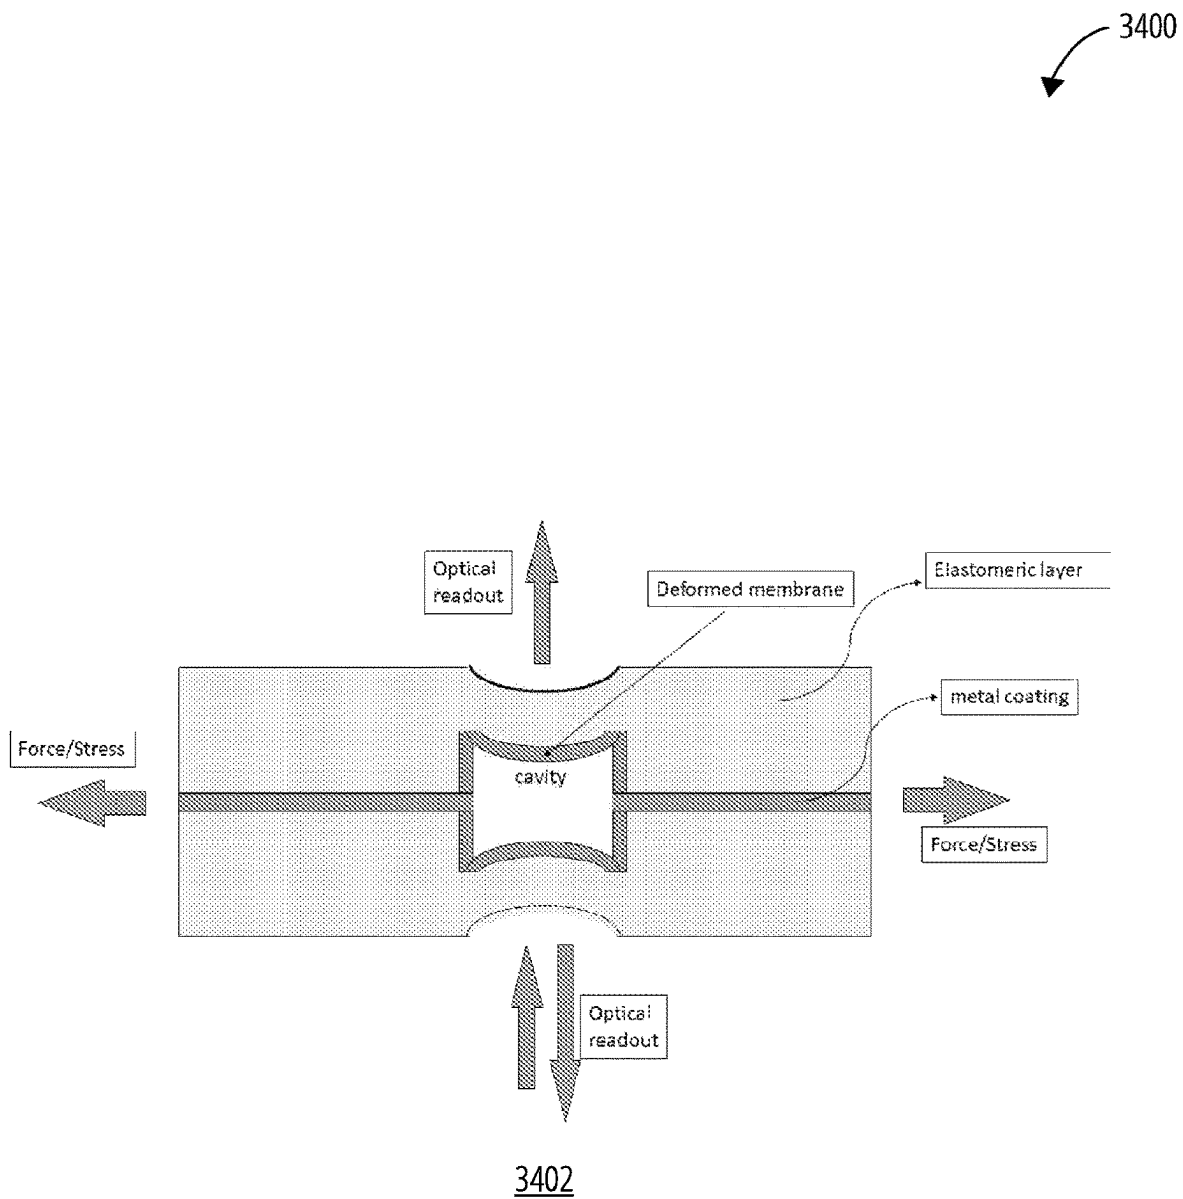 3400
Optical
readout
Deformed membrane
Elastomeric layer
metal coating
Force/Stress
cavity
Force/Stress
Optical
readout
3402